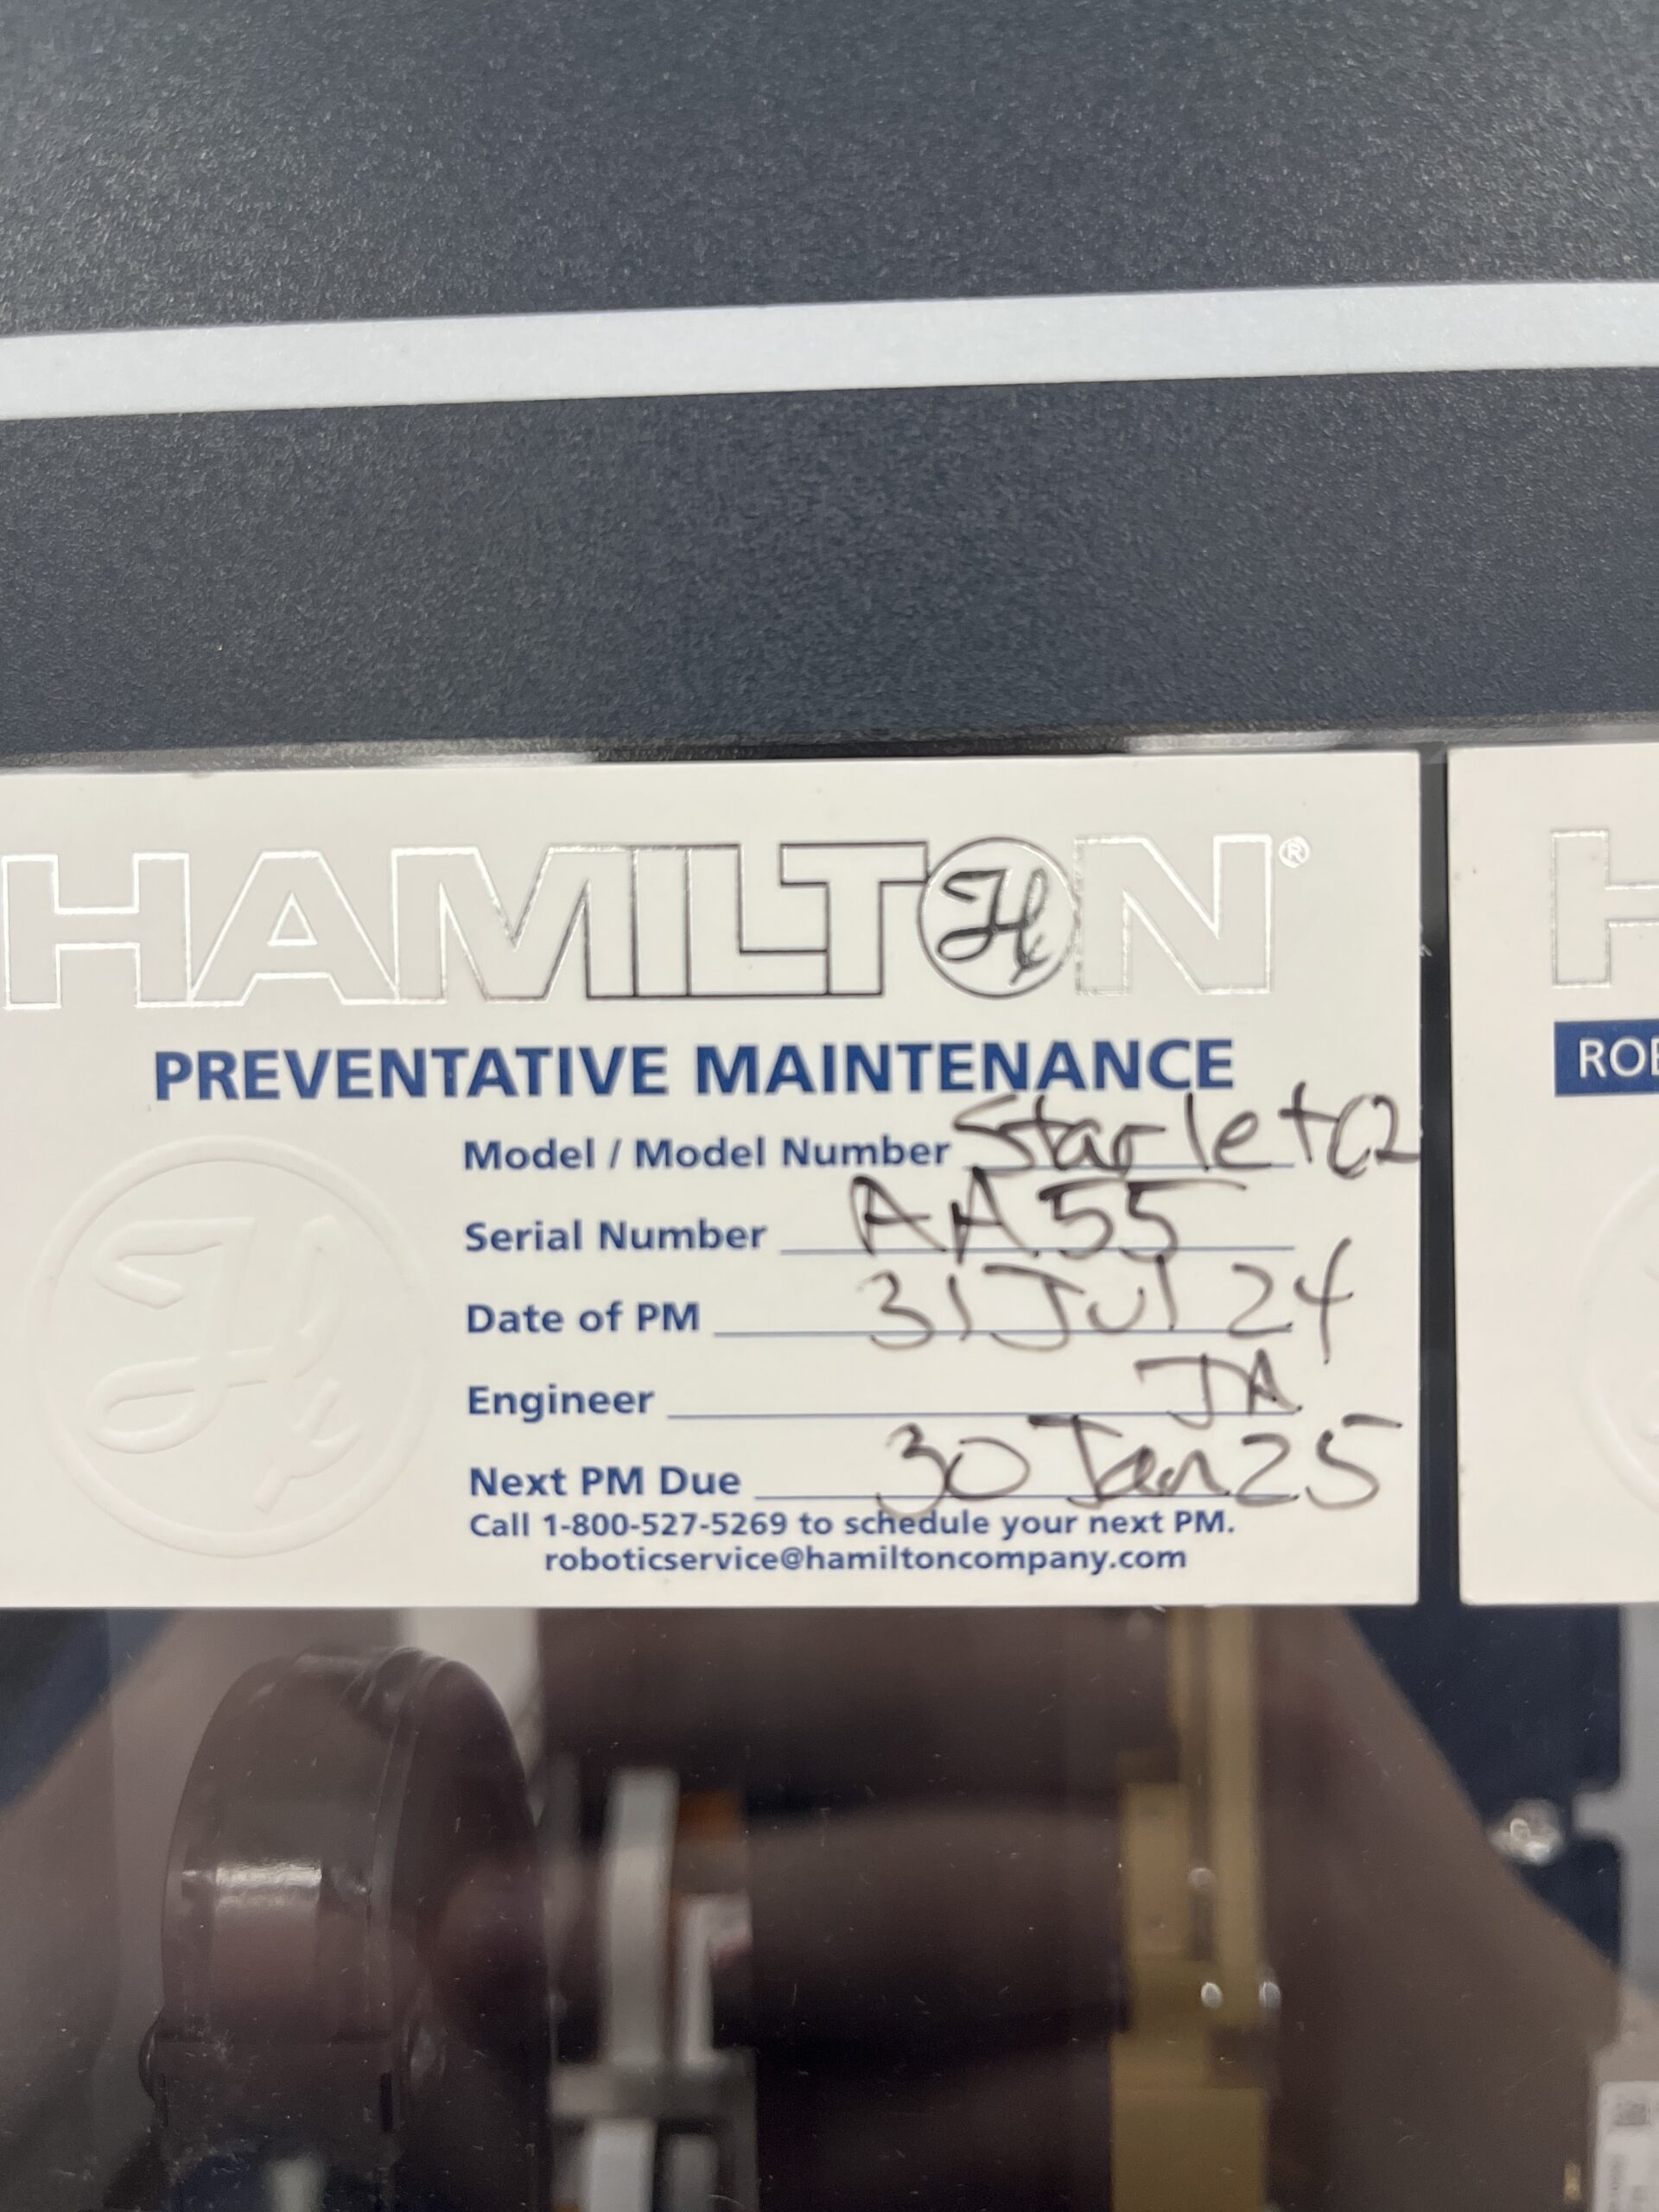 HAMILTON®
PREVENTATIVE MAINTENANCE
Model / Model Number Starlet02
Serial Number AA55
Date of PM 31 Jul 24
Engineer JA
Next PM Due 30 Jan 25
Call 1-800-527-5269 to schedule your next PM.
roboticservice@hamiltoncompany.com
H
ROB